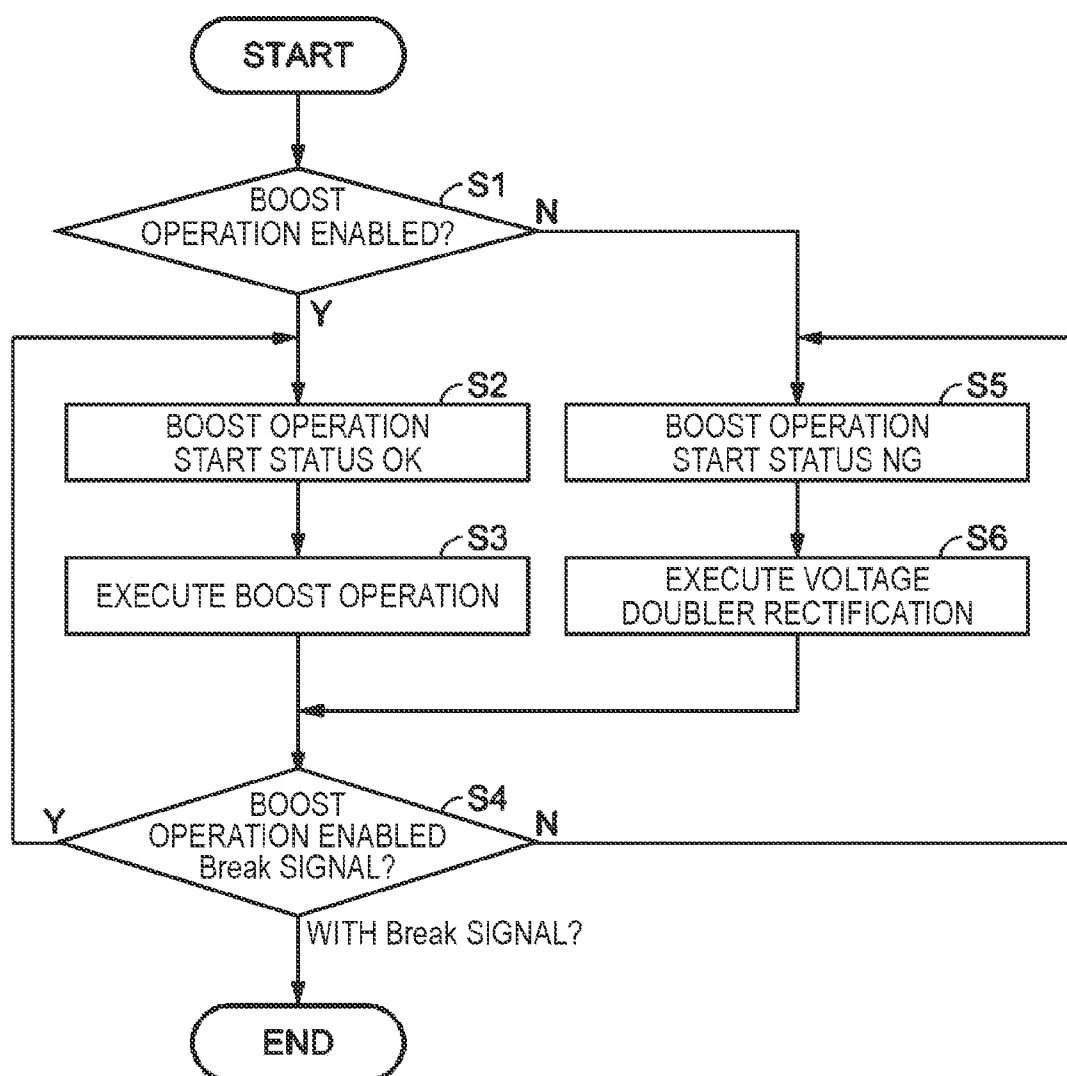 START
S1
BOOST
OPERATION ENABLED?
N
Y
S2
BOOST OPERATION
START STATUS OK
S5
BOOST OPERATION
START STATUS NG
S3
EXECUTE BOOST OPERATION
S6
EXECUTE VOLTAGE
DOUBLER RECTIFICATION
S4
Y
BOOST
OPERATION ENABLED
Break SIGNAL?
N
WITH Break SIGNAL?
END